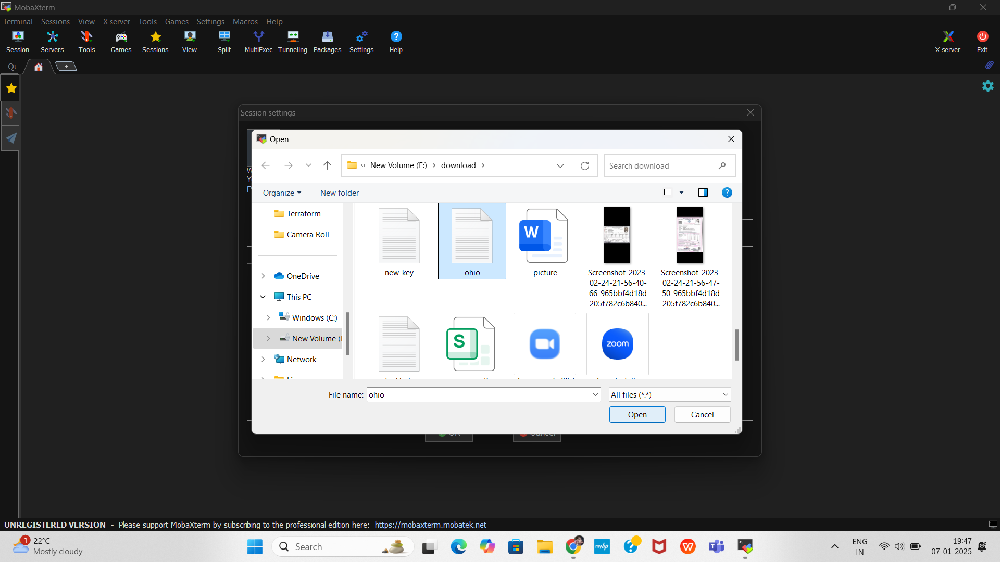 MobaXterm
Terminal Sessions View X server Tools Games Settings Macros Help
Session Servers Tools Games Sessions View Split MultiExec Tunneling Packages Settings Help X server Exit
Session settings
Open
« New Volume (E:) › download ›
Search download
Organize
New folder
Terraform
Camera Roll
OneDrive
This PC
Windows (C:)
New Volume (
Network
new-key
ohio
picture
Screenshot_2023-
02-24-21-56-40-
66_965bbf4d18d
205f782c6b840...
Screenshot_2023-
02-24-21-56-47-
50_965bbf4d18d
205f782c6b840...
W
S
zoom
File name: ohio
All files (*.*)
Open
Cancel
UNREGISTERED VERSION - Please support MobaXterm by subscribing to the professional edition here: https://mobaxterm.mobatek.net
1
22°C
Mostly cloudy
Search
myhp
ENG
IN
19:47
07-01-2025